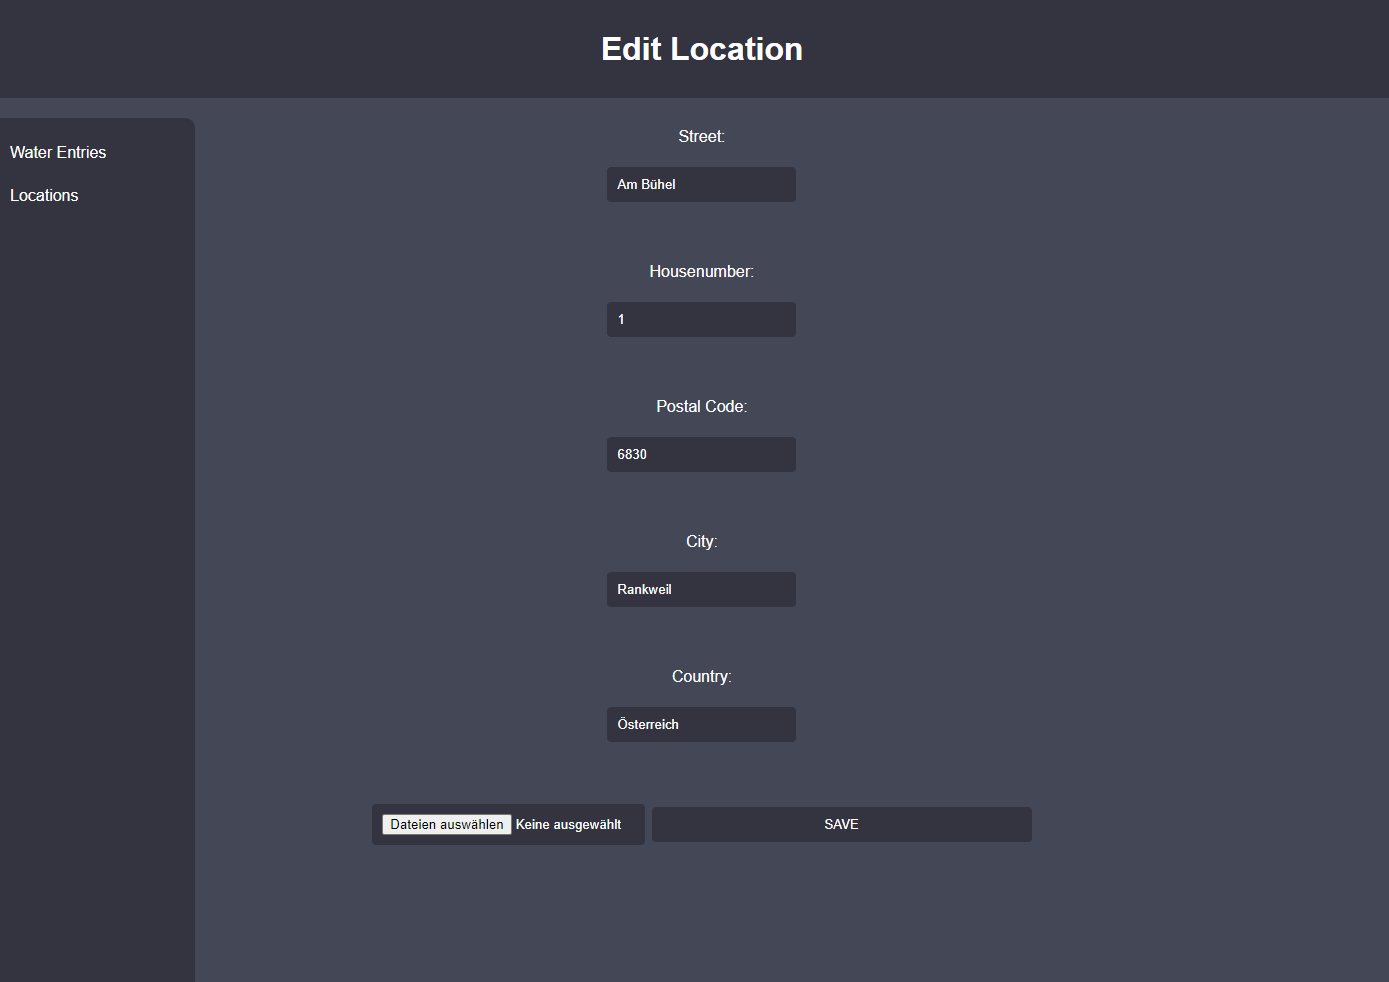 Edit Location
Water Entries
Locations
Street:
Am Bühel
Housenumber:
1
Postal Code:
6830
City:
Rankweil
Country:
Österreich
Dateien auswählen Keine ausgewählt SAVE